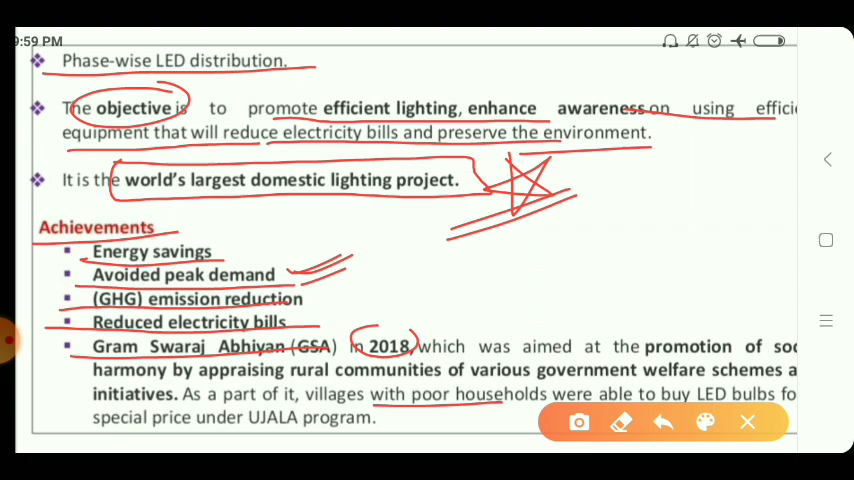 9:59 PM
Phase-wise LED distribution.
The objective is to promote efficient lighting, enhance awareness on using
equipment that will reduce electricity bills and preserve the environment.
It is the world's largest domestic lighting project.
Achievements
Energy savings
Avoided peak demand
(GHG) emission reduction
Reduced electricity bills
Gram Swaraj Abhiyan (GSA) in 2018, which was aimed at the promotion of
harmony by appraising rural communities of various government welfare schemes
initiatives. As a part of it, villages with poor households were able to buy LED bulbs
special price under UJALA program.